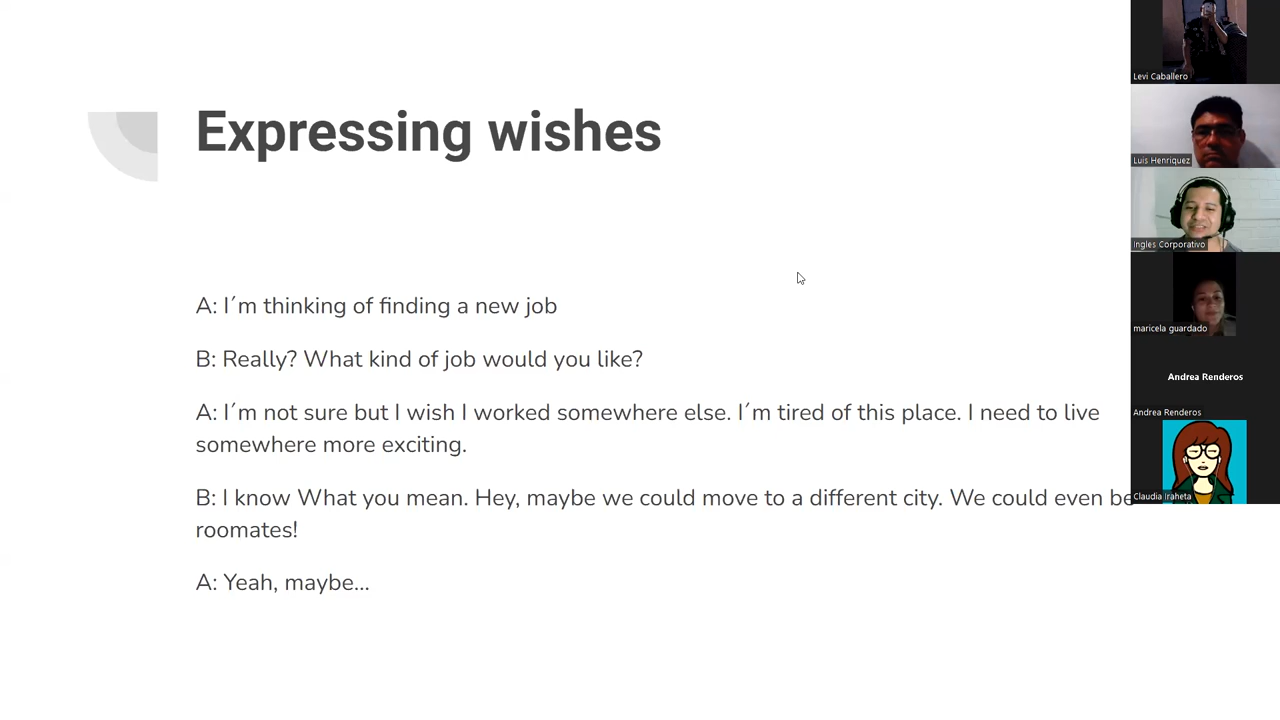 Expressing wishes
A: I´m thinking of finding a new job
B: Really? What kind of job would you like?
A: I´m not sure but I wish I worked somewhere else. I´m tired of this place. I need to live
somewhere more exciting.
B: I know What you mean. Hey, maybe we could move to a different city. We could even be
roomates!
A: Yeah, maybe...
Levi Caballero
Luis Henriquez
Ingles Corporativo
maricela guardado
Andrea Renderos
Andrea Renderos
Claudia Iraheta